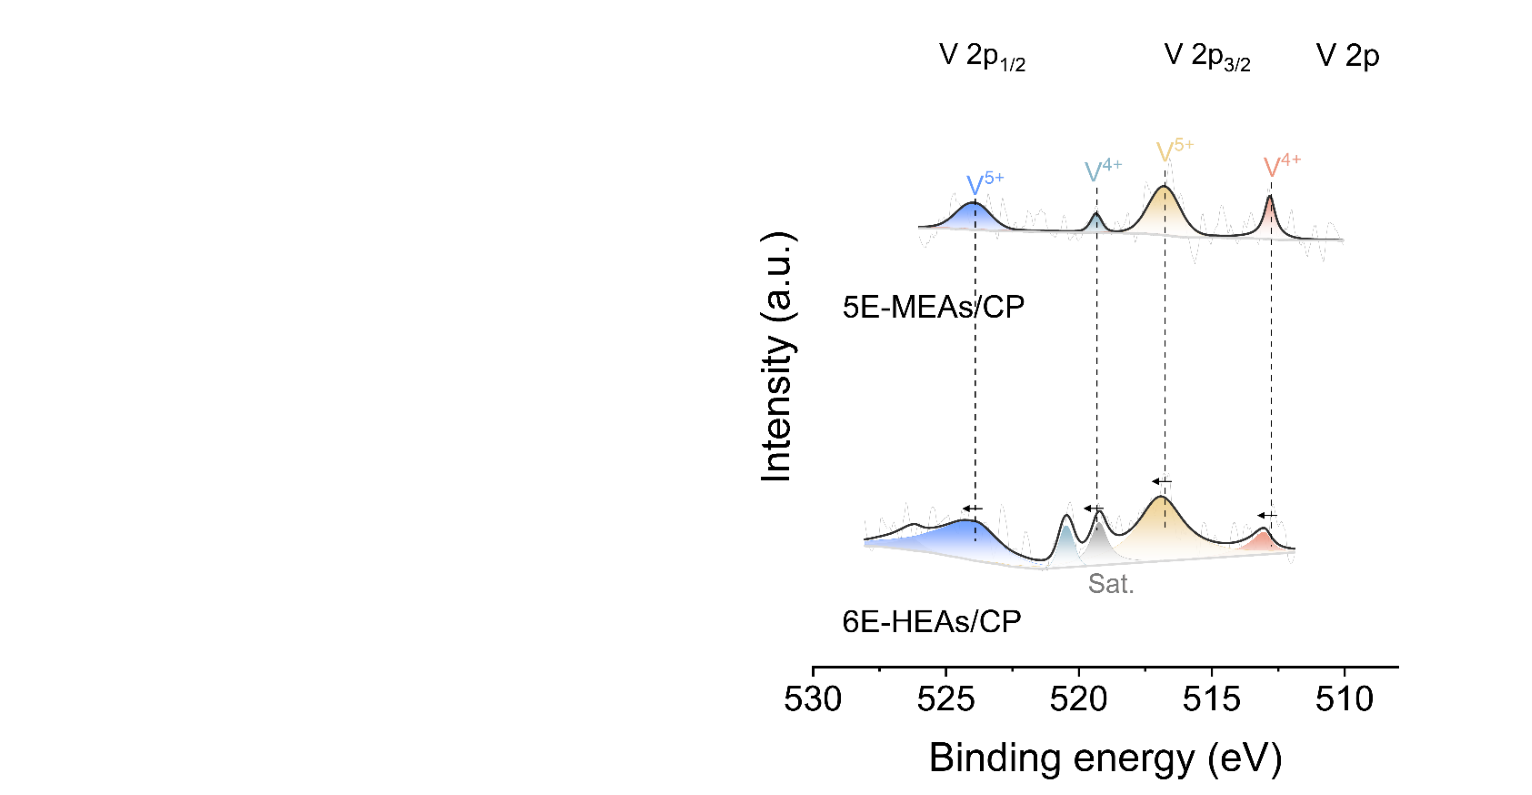 V 2p1/2 V 2p3/2 V 2p
V5+ V4+ V5+ V4+
5E-MEAs/CP
Intensity (a.u.)
Sat.
6E-HEAs/CP
530 525 520 515 510
Binding energy (eV)